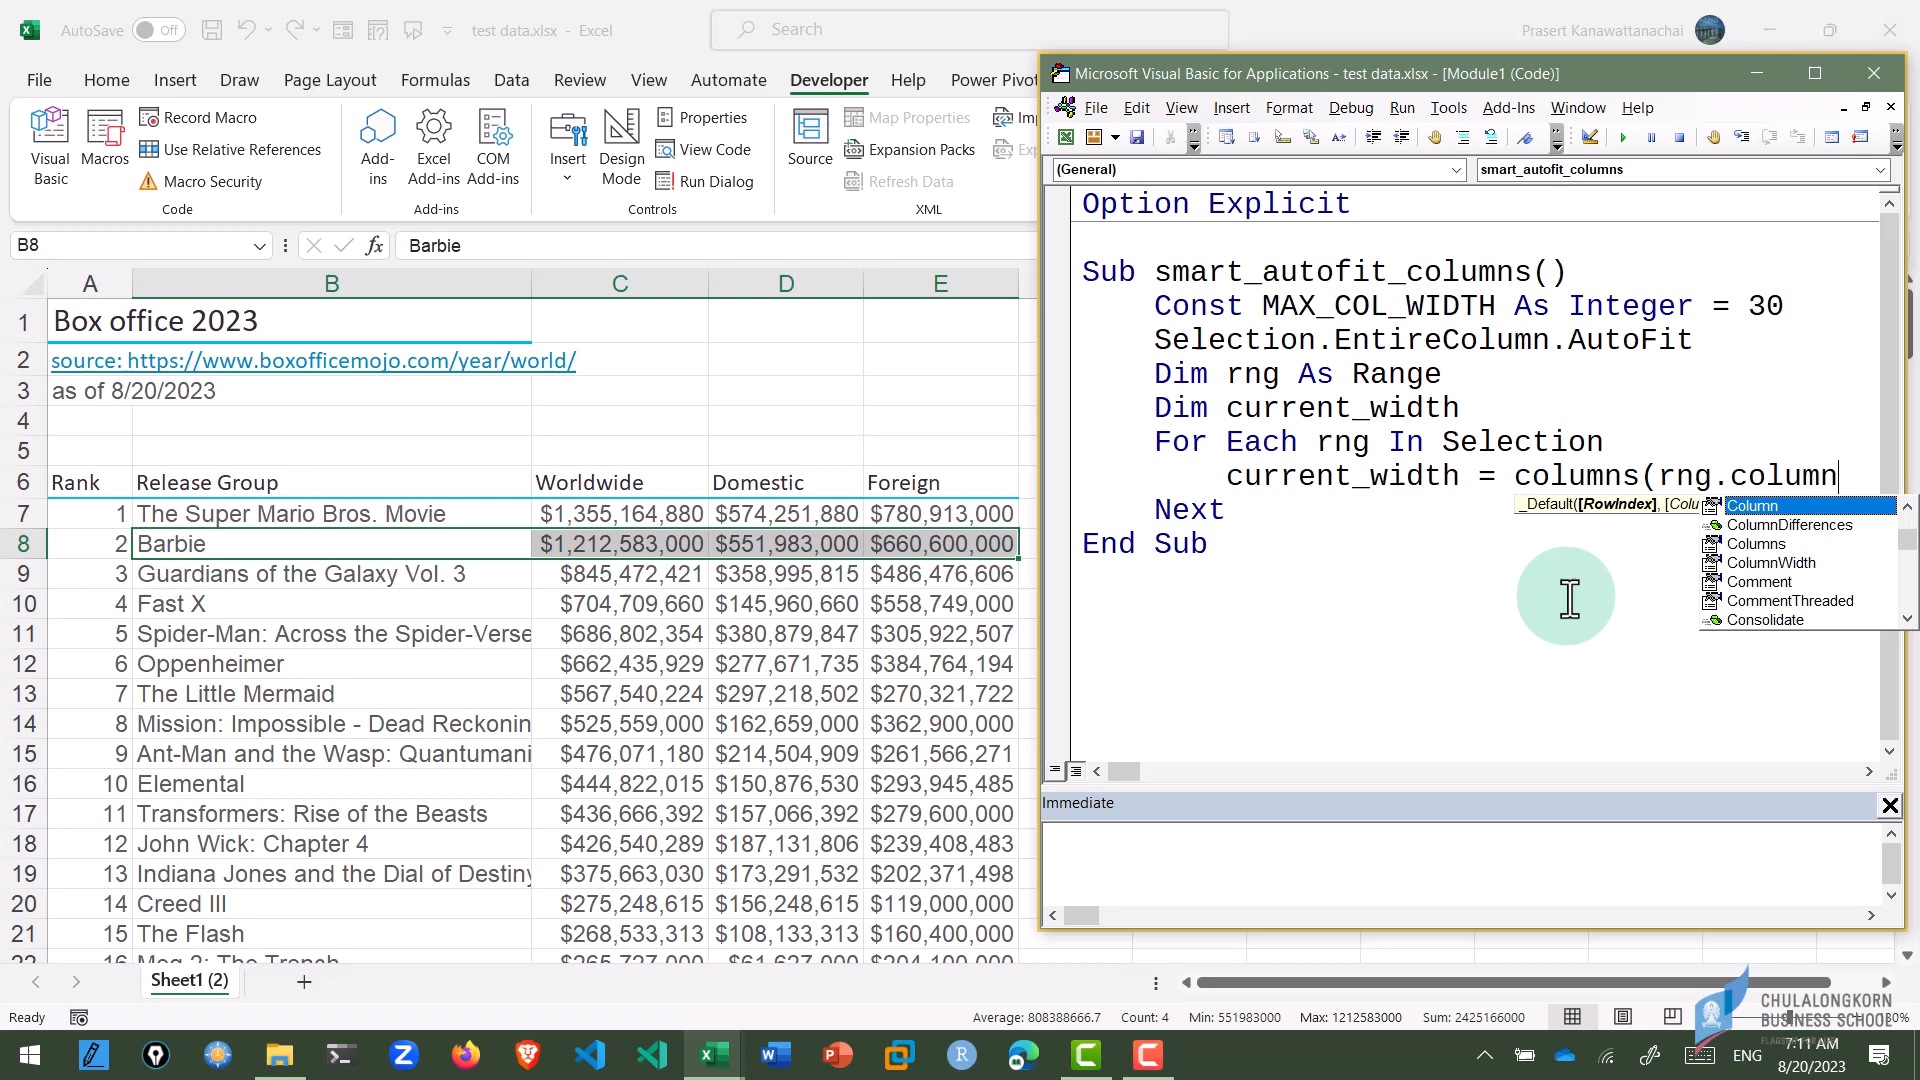 AutoSave Off test data.xlsx - Excel Search Prasert Kanawattanachai
File Home Insert Draw Page Layout Formulas Data Review View Automate Developer Help Power Pivot
Visual Basic
Macros
Record Macro
Use Relative References
Macro Security
Code
Add-ins
Excel Add-ins
COM Add-ins
Add-ins
Insert
Design Mode
Properties
View Code
Run Dialog
Controls
Source
Map Properties
Expansion Packs
Refresh Data
XML
B8 fx Barbie
A B C D E
1 Box office 2023
2 source: https://www.boxofficemojo.com/year/world/
3 as of 8/20/2023
4
5
6 Rank Release Group Worldwide Domestic Foreign
7 1 The Super Mario Bros. Movie $1,355,164,880 $574,251,880 $780,913,000
8 2 Barbie $1,212,583,000 $551,983,000 $660,600,000
9 3 Guardians of the Galaxy Vol. 3 $845,472,421 $358,995,815 $486,476,606
10 4 Fast X $704,709,660 $145,960,660 $558,749,000
11 5 Spider-Man: Across the Spider-Verse $686,802,354 $380,879,847 $305,922,507
12 6 Oppenheimer $662,435,929 $277,671,735 $384,764,194
13 7 The Little Mermaid $567,540,224 $297,218,502 $270,321,722
14 8 Mission: Impossible - Dead Reckonin $525,559,000 $162,659,000 $362,900,000
15 9 Ant-Man and the Wasp: Quantumani $476,071,180 $214,504,909 $261,566,271
16 10 Elemental $444,822,015 $150,876,530 $293,945,485
17 11 Transformers: Rise of the Beasts $436,666,392 $157,066,392 $279,600,000
18 12 John Wick: Chapter 4 $426,540,289 $187,131,806 $239,408,483
19 13 Indiana Jones and the Dial of Destiny $375,663,030 $173,291,532 $202,371,498
20 14 Creed III $275,248,615 $156,248,615 $119,000,000
21 15 The Flash $268,533,313 $108,133,313 $160,400,000
Microsoft Visual Basic for Applications - test data.xlsx - [Module1 (Code)]
File Edit View Insert Format Debug Run Tools Add-Ins Window Help
(General) smart_autofit_columns
Option Explicit
Sub smart_autofit_columns()
Const MAX_COL_WIDTH As Integer = 30
Selection.EntireColumn.AutoFit
Dim rng As Range
Dim current_width
For Each rng In Selection
current_width = columns(rng.column
Next
End Sub
_Default([RowIndex], [Colu
Column
ColumnDifferences
Columns
ColumnWidth
Comment
CommentThreaded
Consolidate
Immediate
Sheet1 (2)
Ready Average: 808388666.7 Count: 4 Min: 551983000 Max: 1212583000 Sum: 2425166000
CHULALONGKORN
BUSINESS SCHOOL
ENG 7:11 AM
8/20/2023